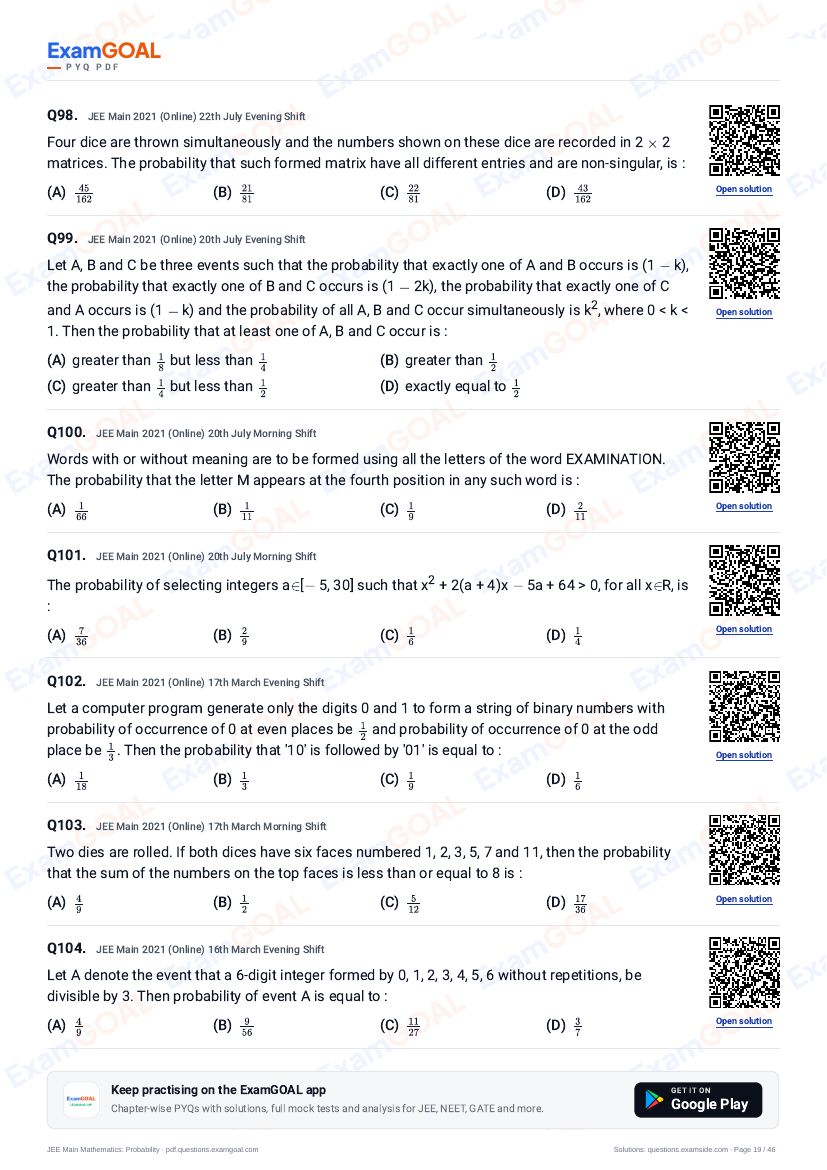 ExamGOAL
PYQ PDF
Q98. JEE Main 2021 (Online) 22th July Evening Shift
Four dice are thrown simultaneously and the numbers shown on these dice are recorded in 2 × 2
matrices. The probability that such formed matrix have all different entries and are non-singular, is :
(A) 45/162 (B) 21/81 (C) 22/81 (D) 43/162
Open solution
Q99. JEE Main 2021 (Online) 20th July Evening Shift
Let A, B and C be three events such that the probability that exactly one of A and B occurs is (1 − k),
the probability that exactly one of B and C occurs is (1 − 2k), the probability that exactly one of C
and A occurs is (1 − k) and the probability of all A, B and C occur simultaneously is k², where 0 < k <
1. Then the probability that at least one of A, B and C occur is :
(A) greater than 1/8 but less than 1/4 (B) greater than 1/2
(C) greater than 1/4 but less than 1/2 (D) exactly equal to 1/2
Open solution
Q100. JEE Main 2021 (Online) 20th July Morning Shift
Words with or without meaning are to be formed using all the letters of the word EXAMINATION.
The probability that the letter M appears at the fourth position in any such word is :
(A) 1/66 (B) 1/11 (C) 1/9 (D) 2/11
Open solution
Q101. JEE Main 2021 (Online) 20th July Morning Shift
The probability of selecting integers a∈[− 5, 30] such that x² + 2(a + 4)x − 5a + 64 > 0, for all x∈R, is
:
(A) 7/36 (B) 2/9 (C) 1/6 (D) 1/4
Open solution
Q102. JEE Main 2021 (Online) 17th March Evening Shift
Let a computer program generate only the digits 0 and 1 to form a string of binary numbers with
probability of occurrence of 0 at even places be 1/2 and probability of occurrence of 0 at the odd
place be 1/3. Then the probability that '10' is followed by '01' is equal to :
(A) 1/18 (B) 1/3 (C) 1/9 (D) 1/6
Open solution
Q103. JEE Main 2021 (Online) 17th March Morning Shift
Two dies are rolled. If both dices have six faces numbered 1, 2, 3, 5, 7 and 11, then the probability
that the sum of the numbers on the top faces is less than or equal to 8 is :
(A) 4/9 (B) 1/2 (C) 5/12 (D) 17/36
Open solution
Q104. JEE Main 2021 (Online) 16th March Evening Shift
Let A denote the event that a 6-digit integer formed by 0, 1, 2, 3, 4, 5, 6 without repetitions, be
divisible by 3. Then probability of event A is equal to :
(A) 4/9 (B) 9/56 (C) 11/27 (D) 3/7
Open solution
ExamGOAL
Keep practising on the ExamGOAL app
Chapter-wise PYQs with solutions, full mock tests and analysis for JEE, NEET, GATE and more.
GET IT ON
Google Play
JEE Main Mathematics: Probability · pdf.questions.examgoal.com
Solutions: questions.examside.com · Page 19 / 46